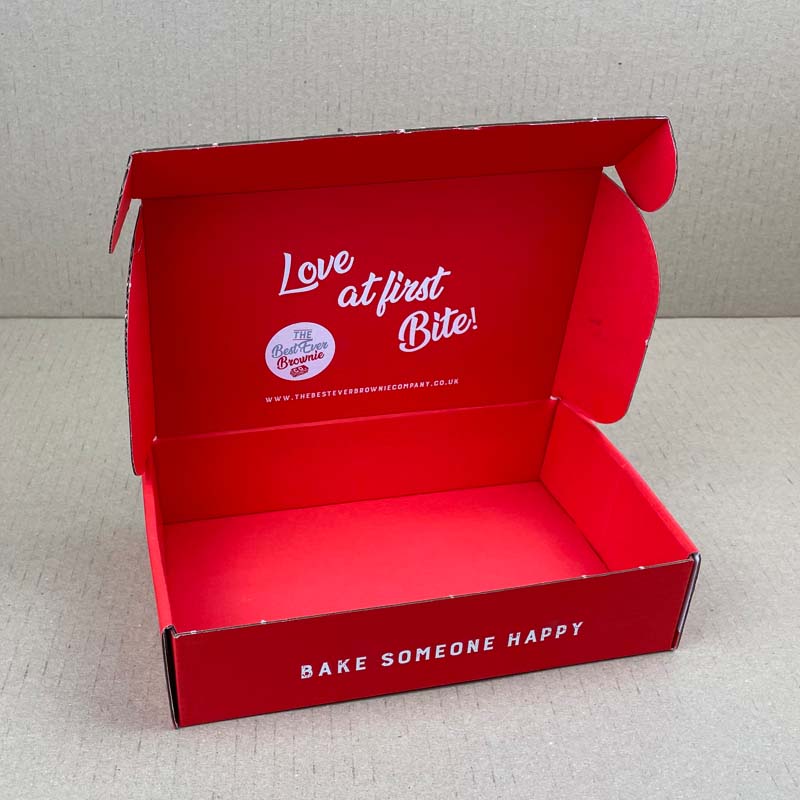 Love
at first
Bite!
THE
Best Ever
Brownie
CO.
WWW.THEBESTEVERBROWNIECOMPANY.CO.UK
BAKE SOMEONE HAPPY